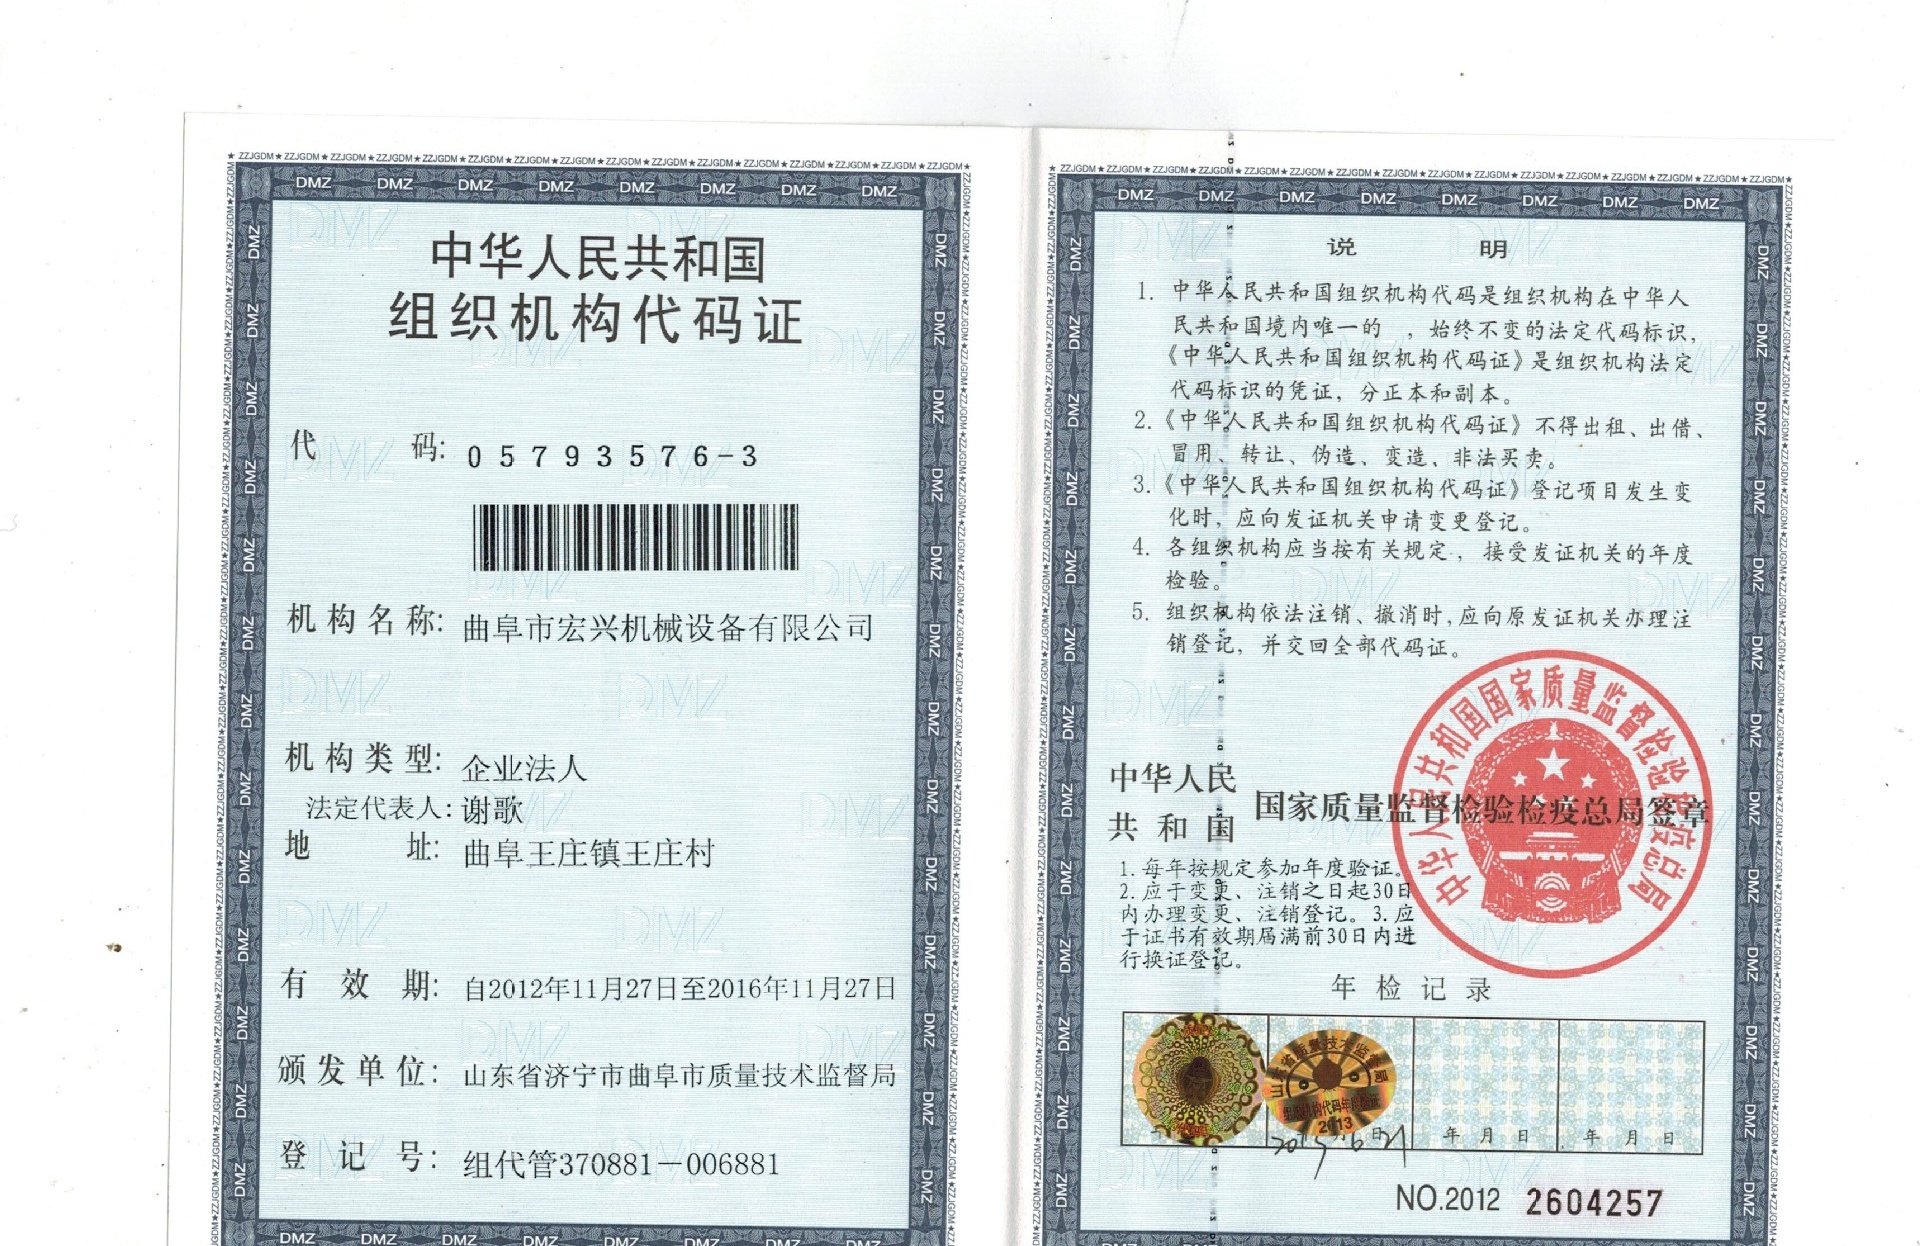 中华人民共和国
组织机构代码证
代 码: 05793576-3
机构名称: 曲阜市宏兴机械设备有限公司
机构类型: 企业法人
法定代表人: 谢歌
地 址: 曲阜王庄镇王庄村
有 效 期: 自2012年11月27日至2016年11月27日
颁发单位: 山东省济宁市曲阜市质量技术监督局
登 记 号: 组代管370881-006881
说 明
1. 中华人民共和国组织机构代码是组织机构在中华人
民共和国境内唯一的 ,始终不变的法定代码标识,
《中华人民共和国组织机构代码证》是组织机构法定
代码标识的凭证,分正本和副本。
2.《中华人民共和国组织机构代码证》不得出租、出借、
冒用、转让、伪造、变造、非法买卖。
3.《中华人民共和国组织机构代码证》登记项目发生变
化时,应向发证机关申请变更登记。
4. 各组织机构应当按有关规定,接受发证机关的年度
检验。
5. 组织机构依法注销、撤消时,应向原发证机关办理注
销登记,并交回全部代码证。
中华人民
共和国
国家质量监督检验检疫总局签章
中华人民共和国国家质量监督检验检疫总局
1.每年按规定参加年度验证。
2.应于变更、注销之日起30日
内办理变更、注销登记。3.应
于证书有效期届满前30日内进
行换证登记。
年检记录
山东省质量技术监督局
2013
日
年 月 日
年 月 日
NO.2012 2604257
DMZ
ZZJGDM